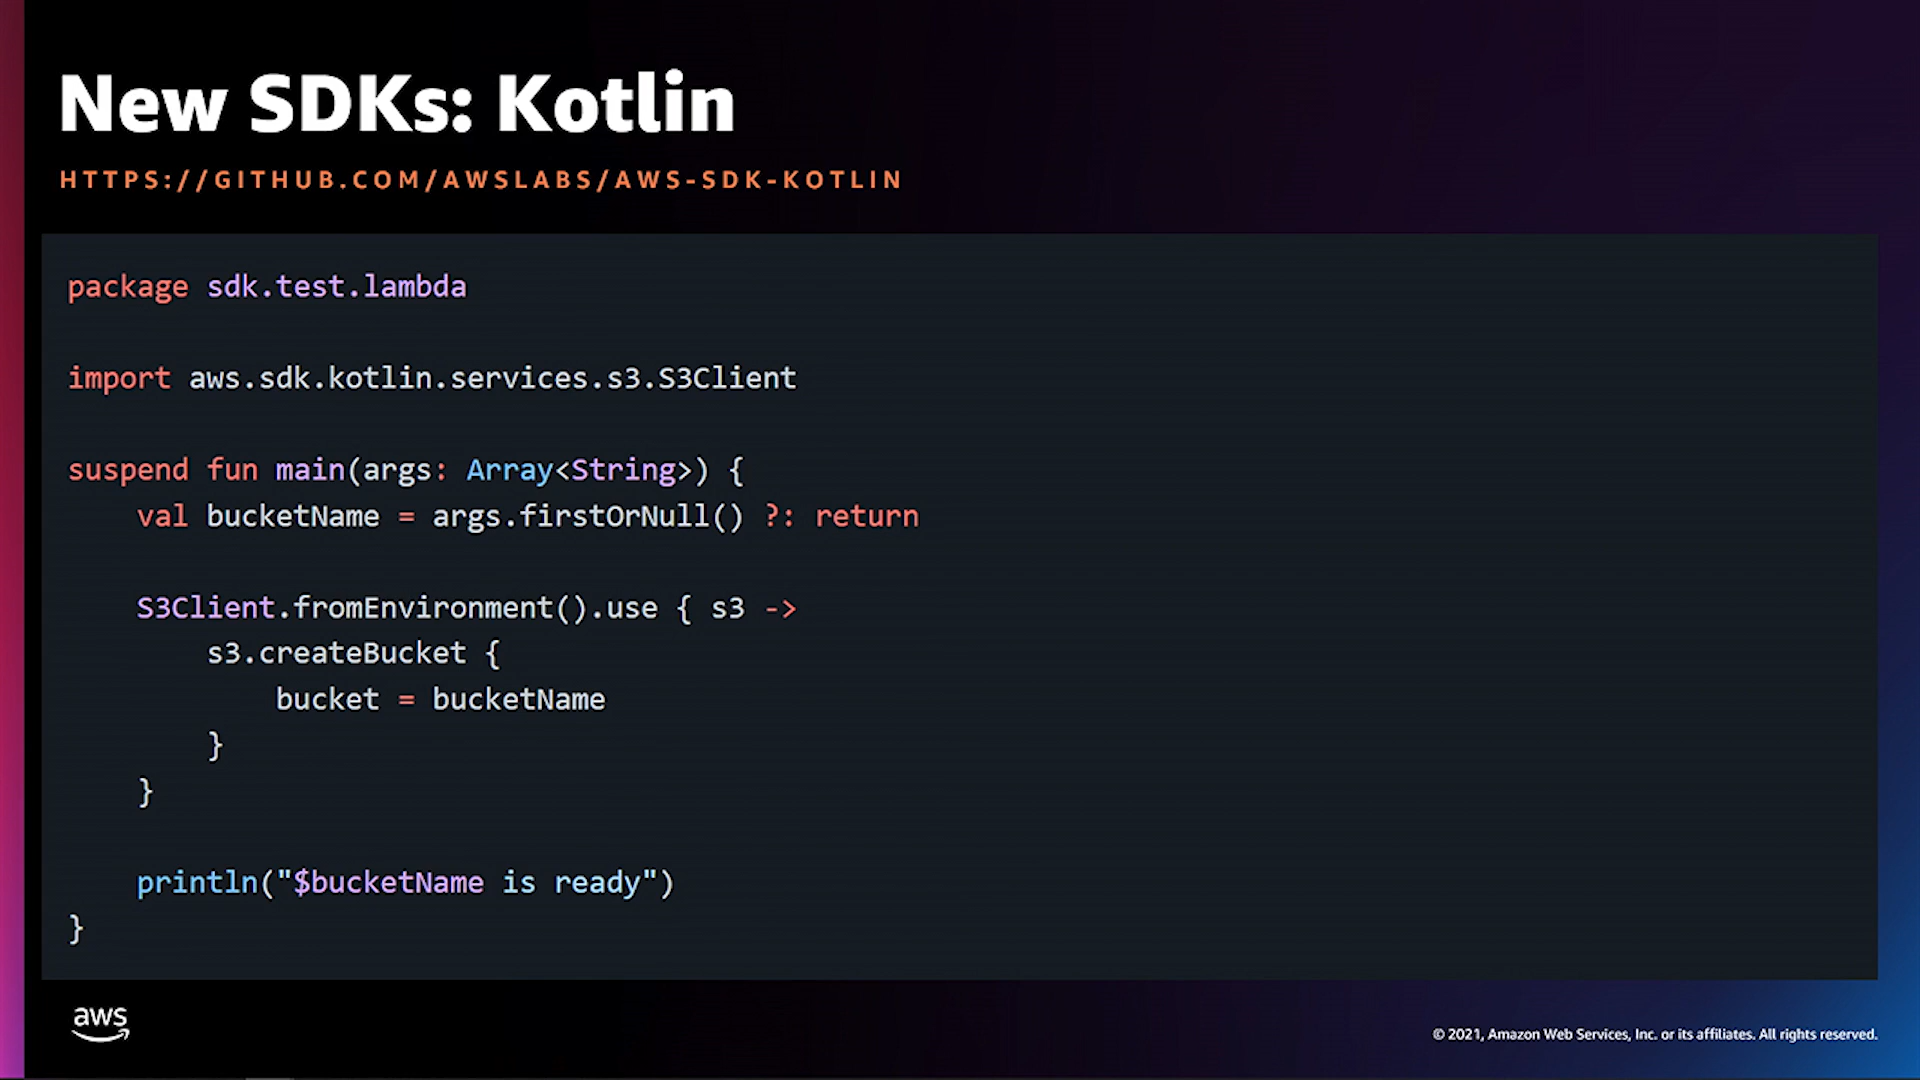 New SDKs: Kotlin
HTTPS://GITHUB.COM/AWSLABS/AWS-SDK-KOTLIN
package sdk.test.lambda
import aws.sdk.kotlin.services.s3.S3Client
suspend fun main(args: Array<String>) {
    val bucketName = args.firstOrNull() ?: return
    S3Client.fromEnvironment().use { s3 ->
        s3.createBucket {
            bucket = bucketName
        }
    }
    println("$bucketName is ready")
}
aws
© 2021, Amazon Web Services, Inc. or its affiliates. All rights reserved.